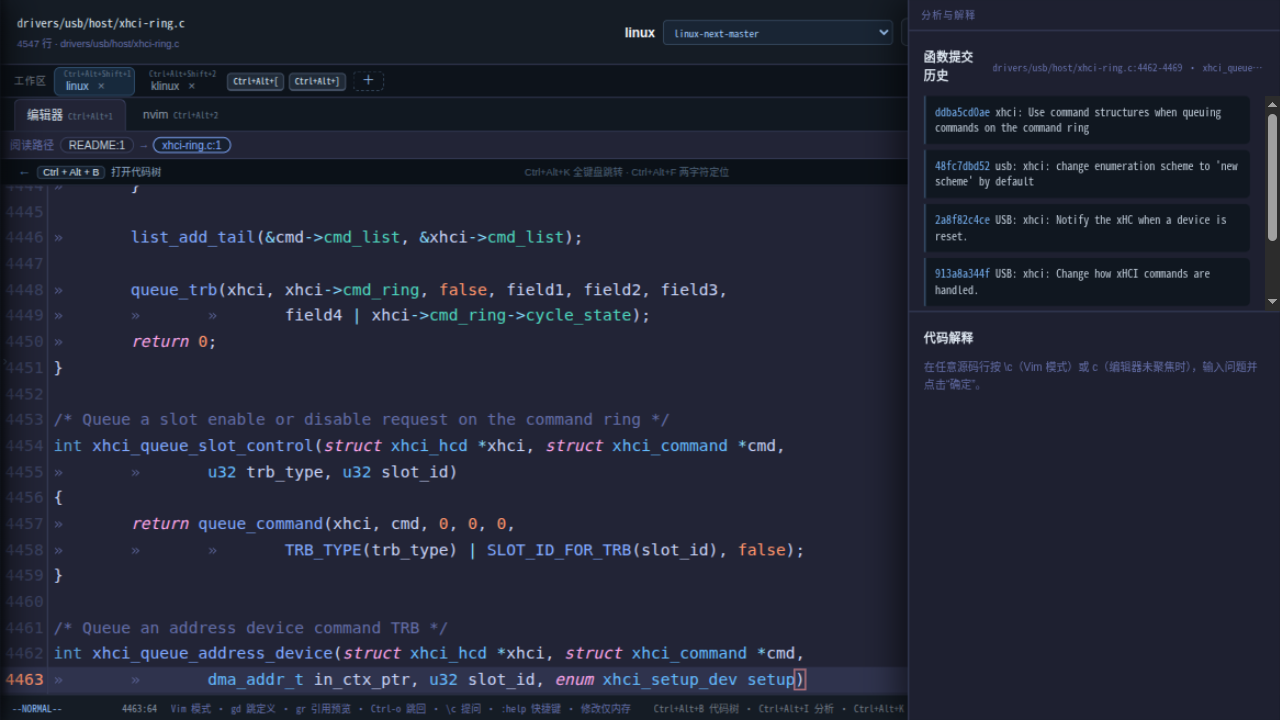 drivers/usb/host/xhci-ring.c
4547 行 · drivers/usb/host/xhci-ring.c
linux
linux-next-master
工作区
Ctrl+Alt+Shift+1
linux ×
Ctrl+Alt+Shift+2
klinux ×
Ctrl+Alt+[
Ctrl+Alt+]
+
编辑器 Ctrl+Alt+1
nvim Ctrl+Alt+2
阅读路径 README:1 → xhci-ring.c:1
← Ctrl + Alt + B 打开代码树
Ctrl+Alt+K 全键盘跳转 · Ctrl+Alt+F 两字符定位
4444 » }
4445
4446 » list_add_tail(&cmd->cmd_list, &xhci->cmd_list);
4447
4448 » queue_trb(xhci, xhci->cmd_ring, false, field1, field2, field3,
4449 » » » field4 | xhci->cmd_ring->cycle_state);
4450 » return 0;
4451 }
4452
4453 /* Queue a slot enable or disable request on the command ring */
4454 int xhci_queue_slot_control(struct xhci_hcd *xhci, struct xhci_command *cmd,
4455 » » u32 trb_type, u32 slot_id)
4456 {
4457 » return queue_command(xhci, cmd, 0, 0, 0,
4458 » » » TRB_TYPE(trb_type) | SLOT_ID_FOR_TRB(slot_id), false);
4459 }
4460
4461 /* Queue an address device command TRB */
4462 int xhci_queue_address_device(struct xhci_hcd *xhci, struct xhci_command *cmd,
4463 » » dma_addr_t in_ctx_ptr, u32 slot_id, enum xhci_setup_dev setup)
--NORMAL-- 4463:64 Vim 模式 · gd 跳定义 · gr 引用预览 · Ctrl-o 跳回 · \c 提问 · :help 快捷键 · 修改仅内存 Ctrl+Alt+B 代码树 · Ctrl+Alt+I 分析 · Ctrl+Alt+K
分析与解释
函数提交
历史
drivers/usb/host/xhci-ring.c:4462-4469 · xhci_queue…
ddba5cd0ae xhci: Use command structures when queuing
commands on the command ring
48fc7dbd52 usb: xhci: change enumeration scheme to 'new
scheme' by default
2a8f82c4ce USB: xhci: Notify the xHC when a device is
reset.
913a8a344f USB: xhci: Change how xHCI commands are
handled.
代码解释
在任意源码行按 \c（Vim 模式）或 c（编辑器未聚焦时），输入问题并
点击“确定”。